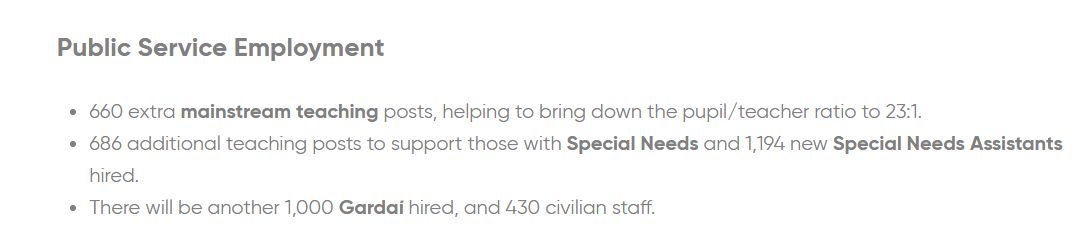 Public Service Employment
• 660 extra mainstream teaching posts, helping to bring down the pupil/teacher ratio to 23:1.
• 686 additional teaching posts to support those with Special Needs and 1,194 new Special Needs Assistants
hired.
• There will be another 1,000 Gardaí hired, and 430 civilian staff.